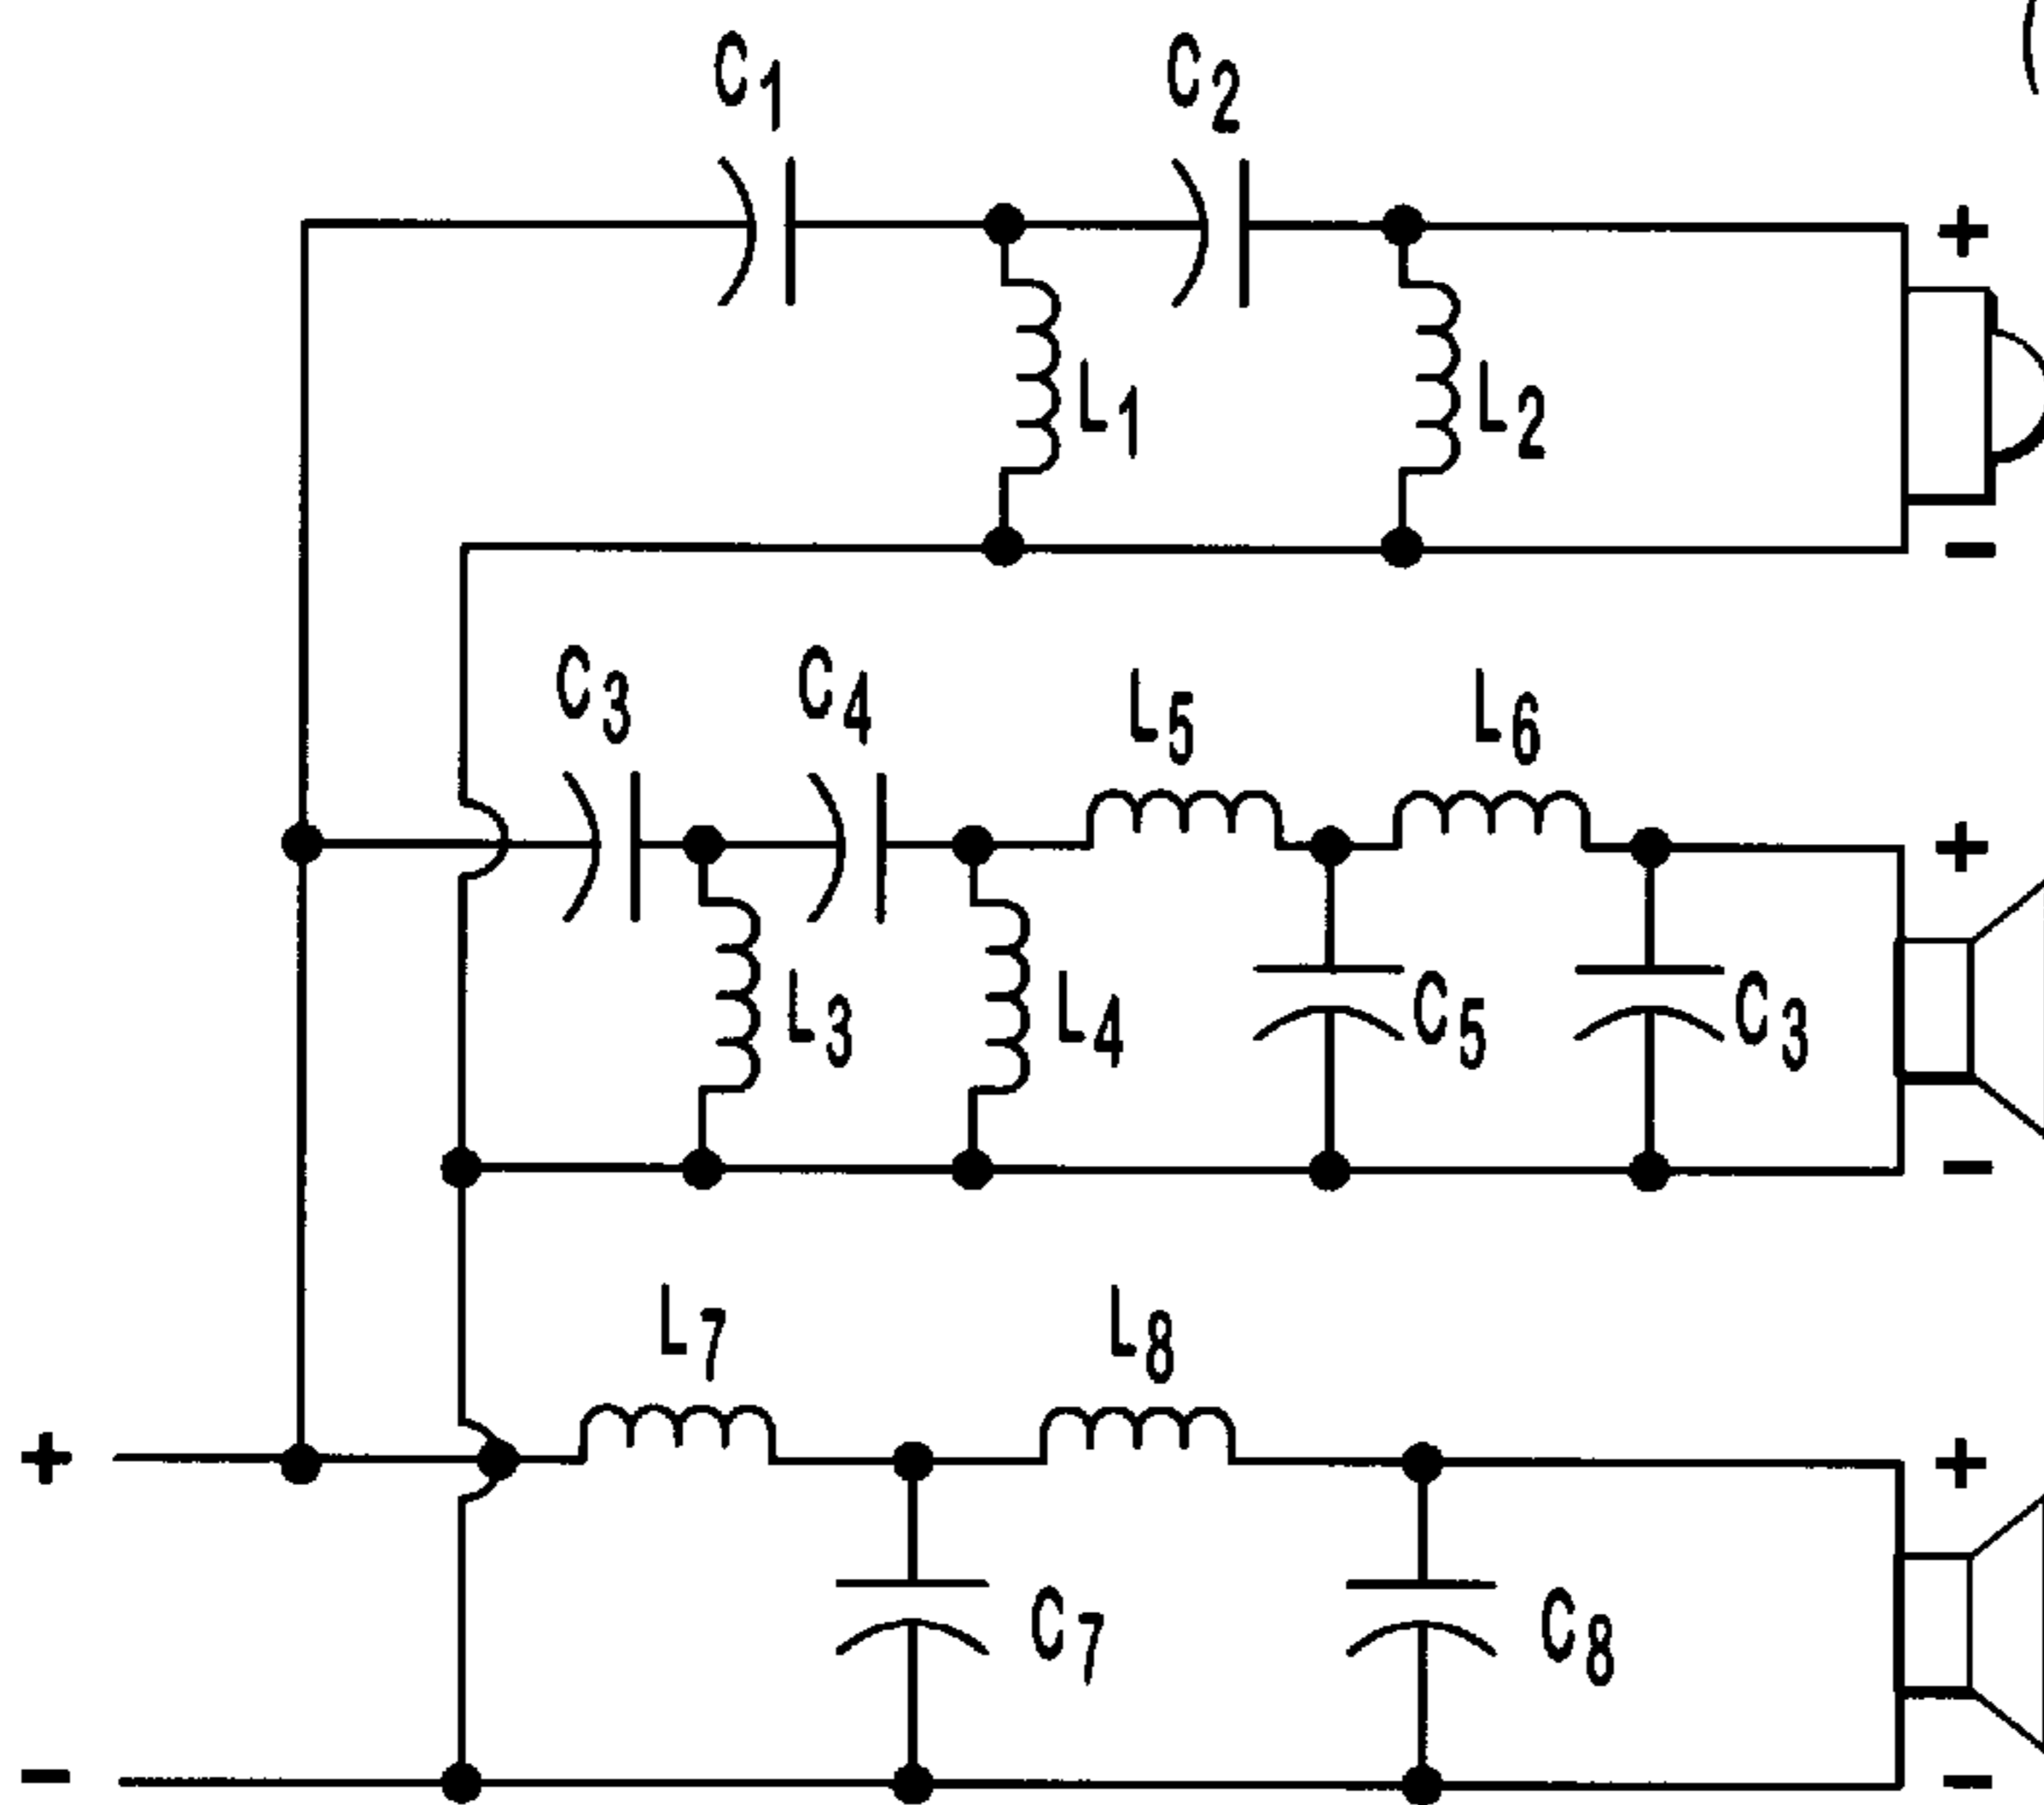 C1 C2
+
L1 L2
−
C3 C4 L5 L6
+
L3 L4 C5 C3
−
L7 L8
+ +
C7 C8
− −